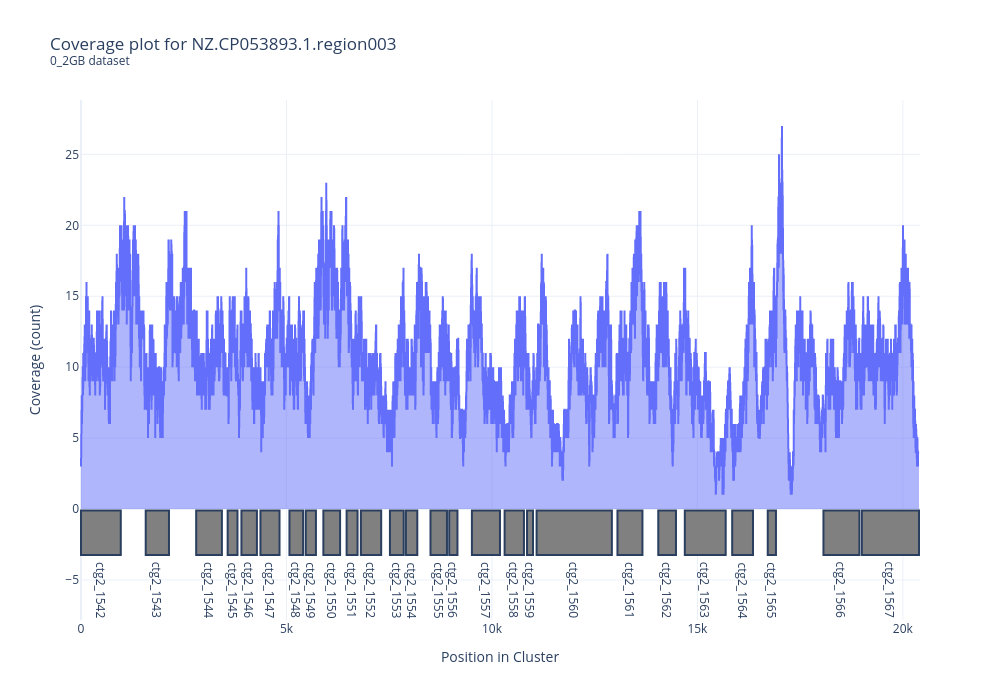 Coverage plot for NZ.CP053893.1.region003
0_2GB dataset
25
20
15
10
5
0
−5
Coverage (count)
ctg2_1542
ctg2_1543
ctg2_1544
ctg2_1545
ctg2_1546
ctg2_1547
ctg2_1548
ctg2_1549
ctg2_1550
ctg2_1551
ctg2_1552
ctg2_1553
ctg2_1554
ctg2_1555
ctg2_1556
ctg2_1557
ctg2_1558
ctg2_1559
ctg2_1560
ctg2_1561
ctg2_1562
ctg2_1563
ctg2_1564
ctg2_1565
ctg2_1566
ctg2_1567
0 5k 10k 15k 20k
Position in Cluster